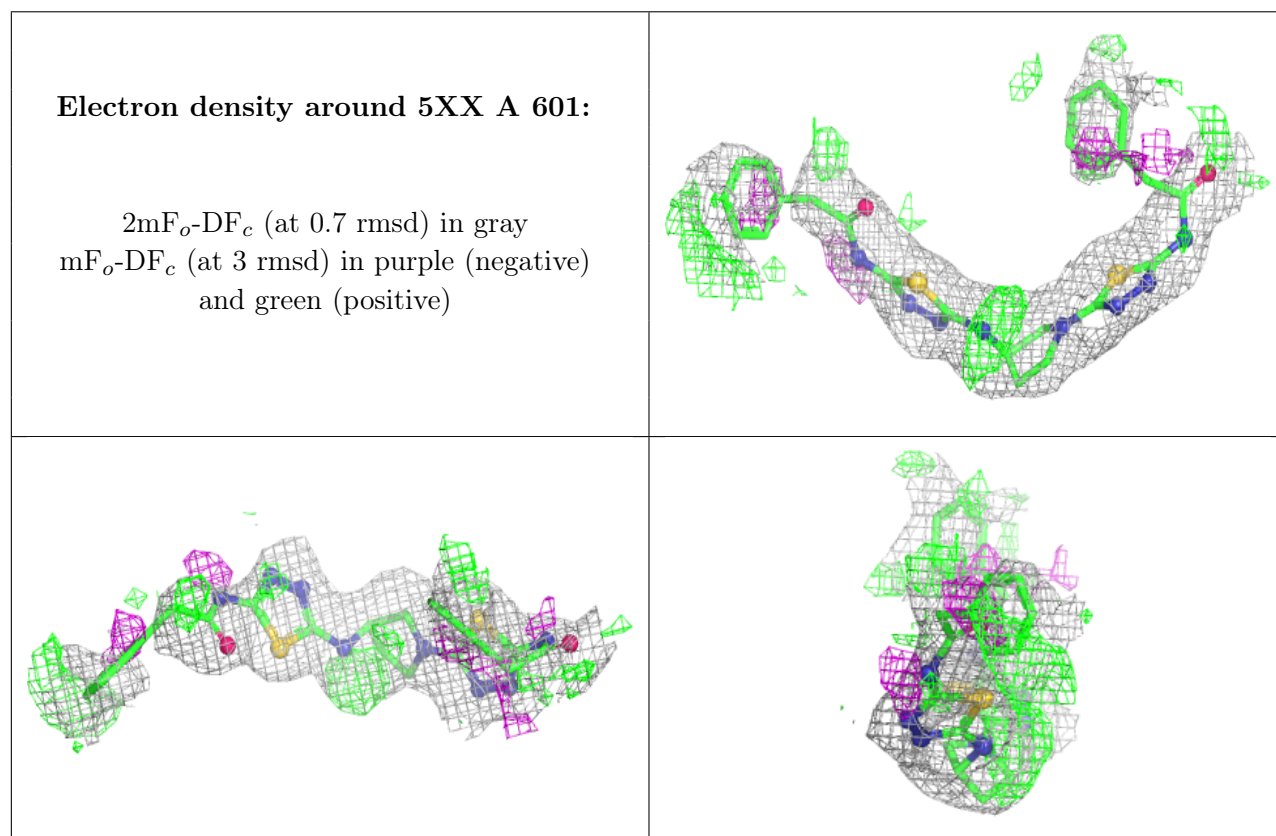 Electron density around 5XX A 601:
2mFo-DFc (at 0.7 rmsd) in gray
mFo-DFc (at 3 rmsd) in purple (negative)
and green (positive)